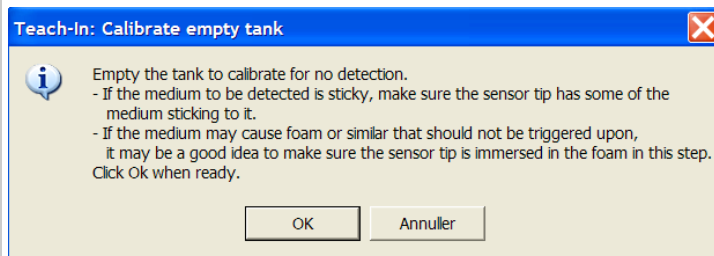 Teach-In: Calibrate empty tank
Empty the tank to calibrate for no detection.
- If the medium to be detected is sticky, make sure the sensor tip has some of the
medium sticking to it.
- If the medium may cause foam or similar that should not be triggered upon,
it may be a good idea to make sure the sensor tip is immersed in the foam in this step.
Click Ok when ready.
OK Annuller